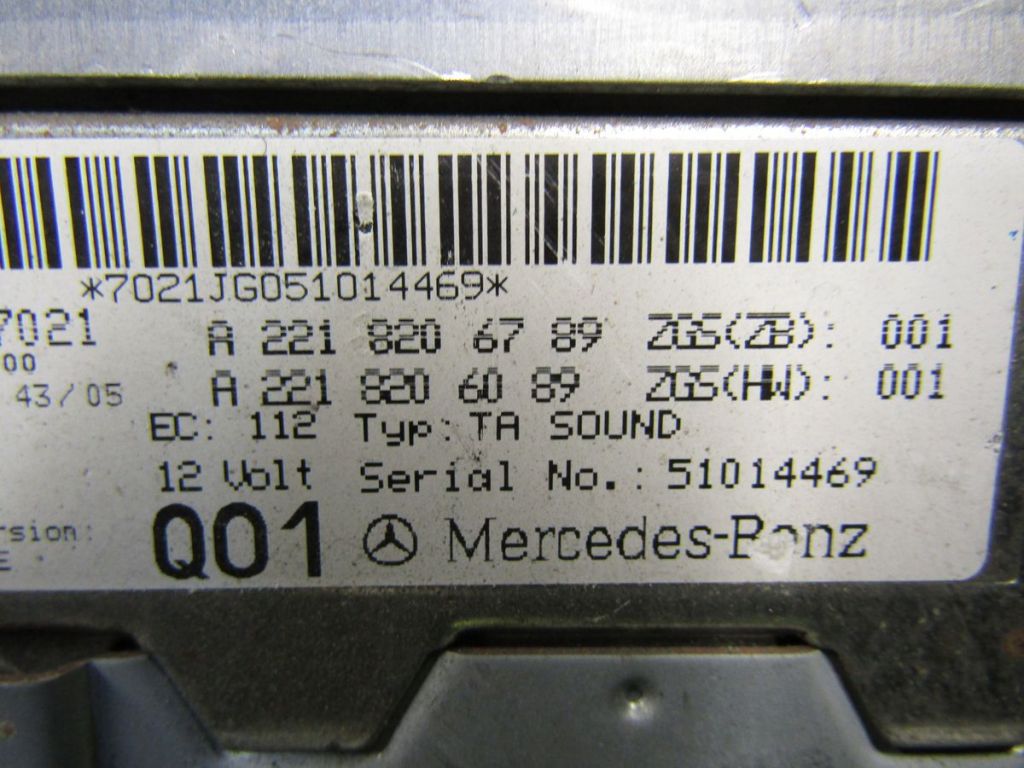 *7021JG051014469*
7021 A 221 820 67 89 ZGS(ZB): 001
00
43/05 A 221 820 60 89 ZGS(HW): 001
EC: 112 Typ: TA SOUND
12 Volt Serial No.: 51014469
rsion:
E Q01 Mercedes-Benz